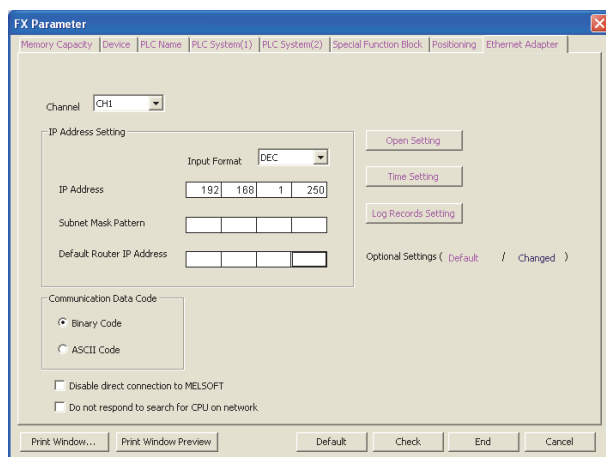 FX Parameter
Memory Capacity Device PLC Name PLC System(1) PLC System(2) Special Function Block Positioning Ethernet Adapter
Channel CH1
IP Address Setting
Input Format DEC
Open Setting
IP Address 192 168 1 250
Time Setting
Subnet Mask Pattern
Log Records Setting
Default Router IP Address
Optional Settings ( Default / Changed )
Communication Data Code
Binary Code
ASCII Code
Disable direct connection to MELSOFT
Do not respond to search for CPU on network
Print Window... Print Window Preview Default Check End Cancel